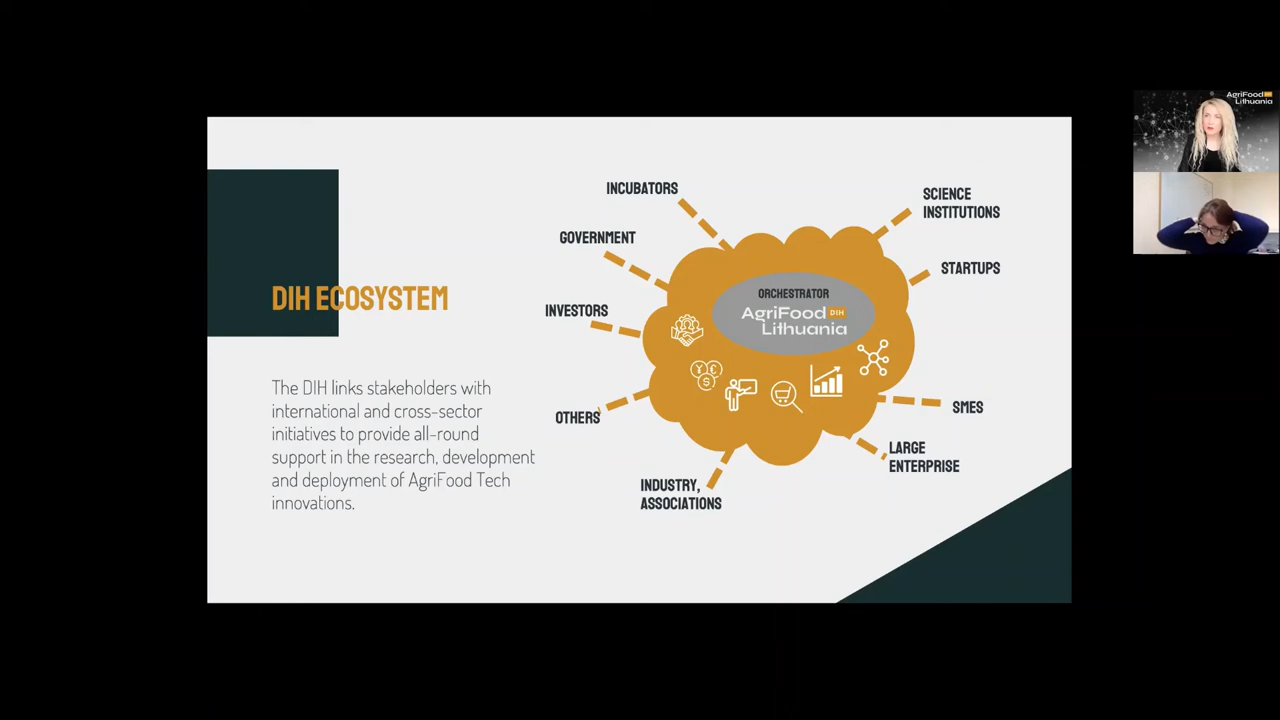 DIH ECOSYSTEM
The DIH links stakeholders with
international and cross-sector
initiatives to provide all-round
support in the research, development
and deployment of AgriFood Tech
innovations.
INCUBATORS
GOVERNMENT
INVESTORS
OTHERS
INDUSTRY,
ASSOCIATIONS
ORCHESTRATOR
AgriFood DIH
Lithuania
SCIENCE
INSTITUTIONS
STARTUPS
SMES
LARGE
ENTERPRISE
AgriFood DIH
Lithuania